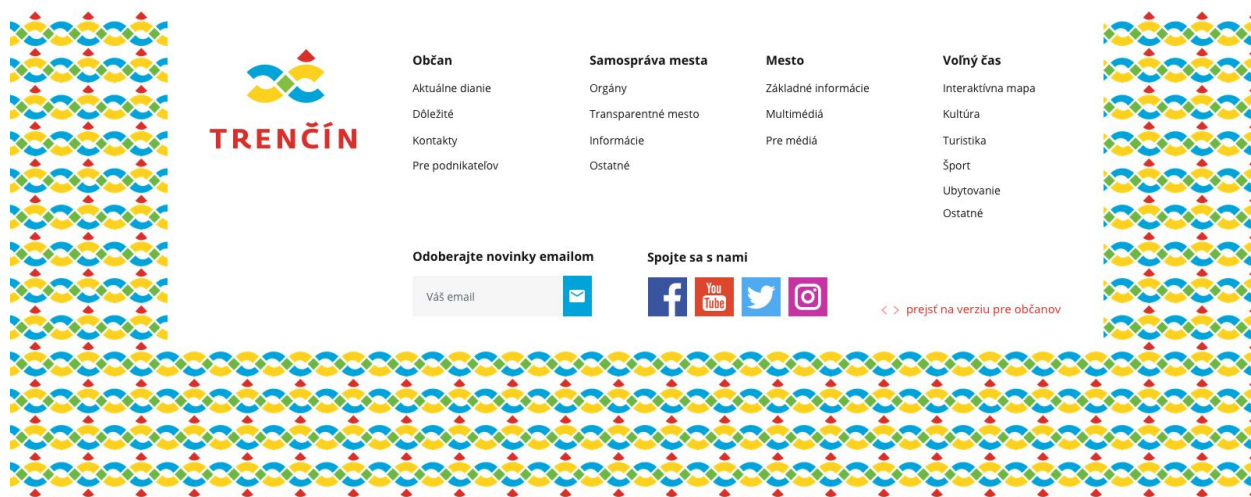 TRENČÍN
Občan
Aktuálne dianie
Dôležité
Kontakty
Pre podnikateľov
Samospráva mesta
Orgány
Transparentné mesto
Informácie
Ostatné
Mesto
Základné informácie
Multimédiá
Pre médiá
Voľný čas
Interaktívna mapa
Kultúra
Turistika
Šport
Ubytovanie
Ostatné
Odoberajte novinky emailom
Váš email
Spojte sa s nami
You
Tube
< > prejsť na verziu pre občanov